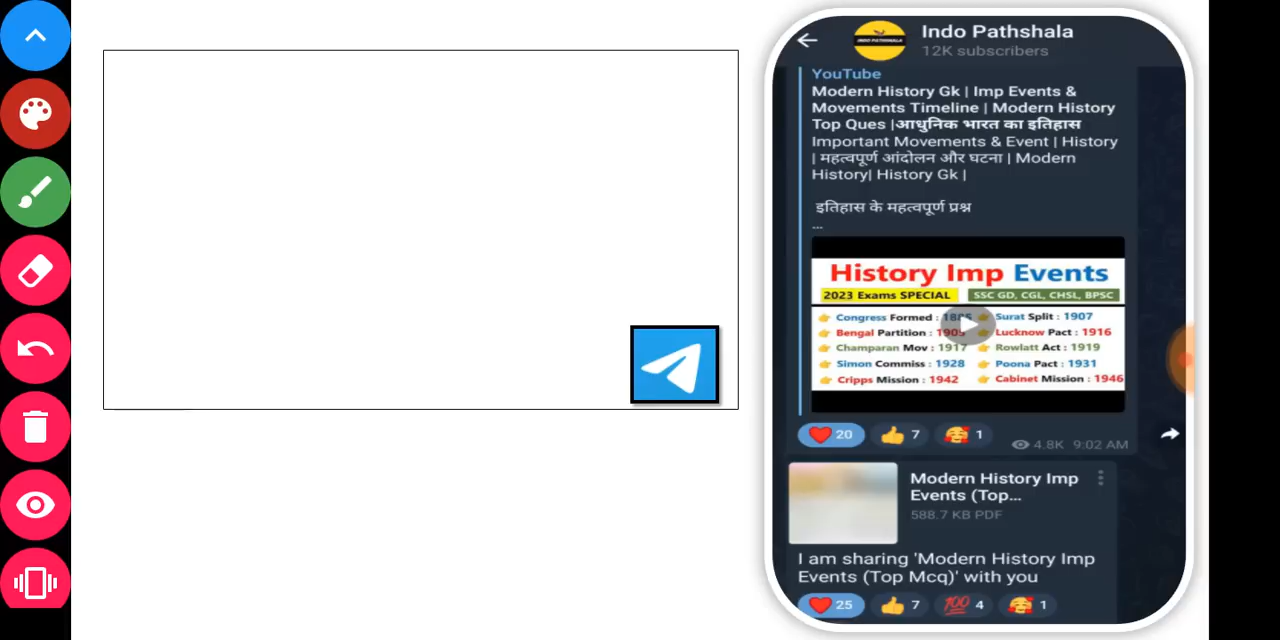 Indo Pathshala
INDO PATHSHALA
12K subscribers
YouTube
Modern History Gk | Imp Events &
Movements Timeline | Modern History
Top Ques |आधुनिक भारत का इतिहास
Important Movements & Event | History
| महत्वपूर्ण आंदोलन और घटना | Modern
History| History Gk |
इतिहास के महत्वपूर्ण प्रश्न
...
History Imp Events
2023 Exams SPECIAL
SSC GD, CGL, CHSL, BPSC
Congress Formed : 1885
Surat Split : 1907
Bengal Partition : 1905
Lucknow Pact : 1916
Champaran Mov : 1917
Rowlatt Act : 1919
Simon Commiss : 1928
Poona Pact : 1931
Cripps Mission : 1942
Cabinet Mission : 1946
20 7 1
4.8K 9:02 AM
Modern History Imp
Events (Top...
588.7 KB PDF
I am sharing 'Modern History Imp
Events (Top Mcq)' with you
25 7 100 4 1